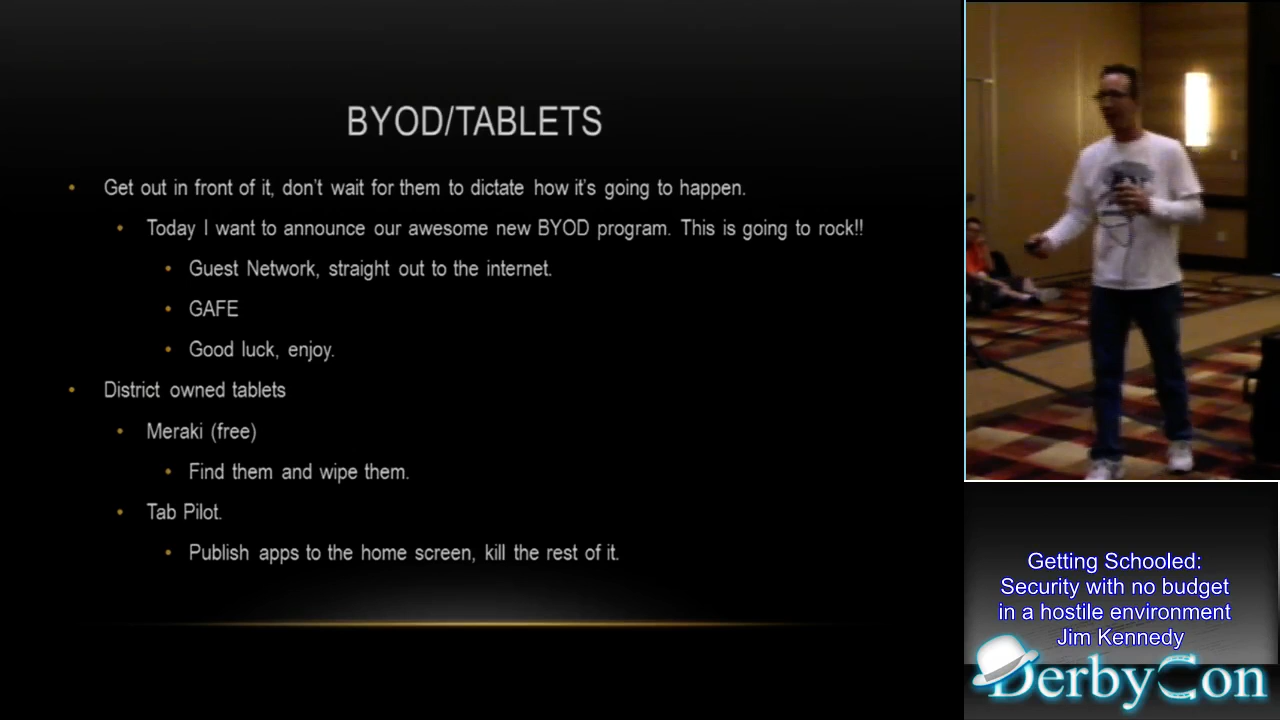 BYOD/TABLETS
• Get out in front of it, don't wait for them to dictate how it's going to happen.
• Today I want to announce our awesome new BYOD program. This is going to rock!!
• Guest Network, straight out to the internet.
• GAFE
• Good luck, enjoy.
• District owned tablets
• Meraki (free)
• Find them and wipe them.
• Tab Pilot.
• Publish apps to the home screen, kill the rest of it.
Getting Schooled:
Security with no budget
in a hostile environment
Jim Kennedy
DerbyCon